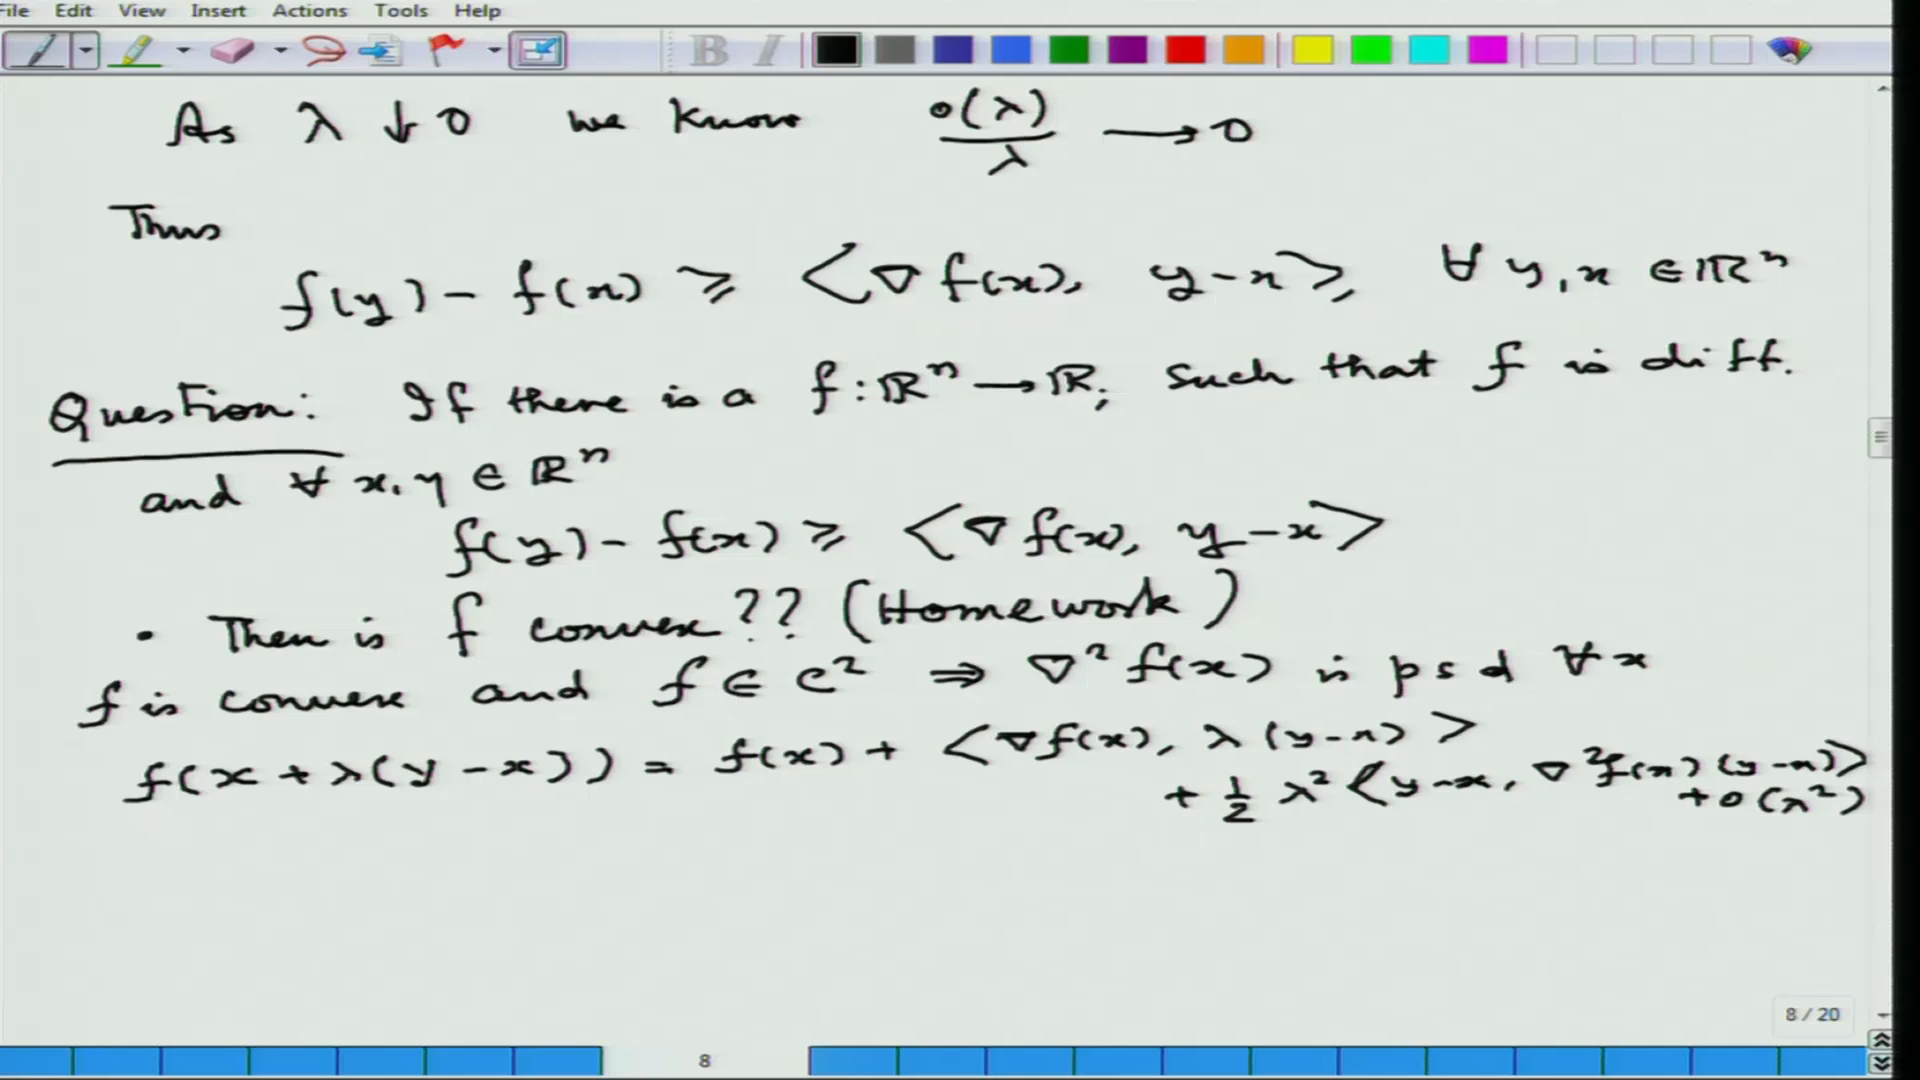 File Edit View Insert Actions Tools Help
B I
As λ ↓ 0 we know o(λ)/λ → 0
Thus
f(y) - f(x) ≥ <∇f(x), y-x>, ∀ y, x ∈ ℝⁿ
Question: If there is a f: ℝⁿ → ℝ, such that f is diff.
and ∀ x, y ∈ ℝⁿ
f(y) - f(x) ≥ <∇f(x), y-x>
• Then is f convex?? (Homework)
f is convex and f ∈ C² ⇒ ∇²f(x) is psd ∀x
f(x + λ(y-x)) = f(x) + <∇f(x), λ(y-x)>
+ 1/2 λ² <y-x, ∇²f(x)(y-x)>
+ o(λ²)
8 / 20
8